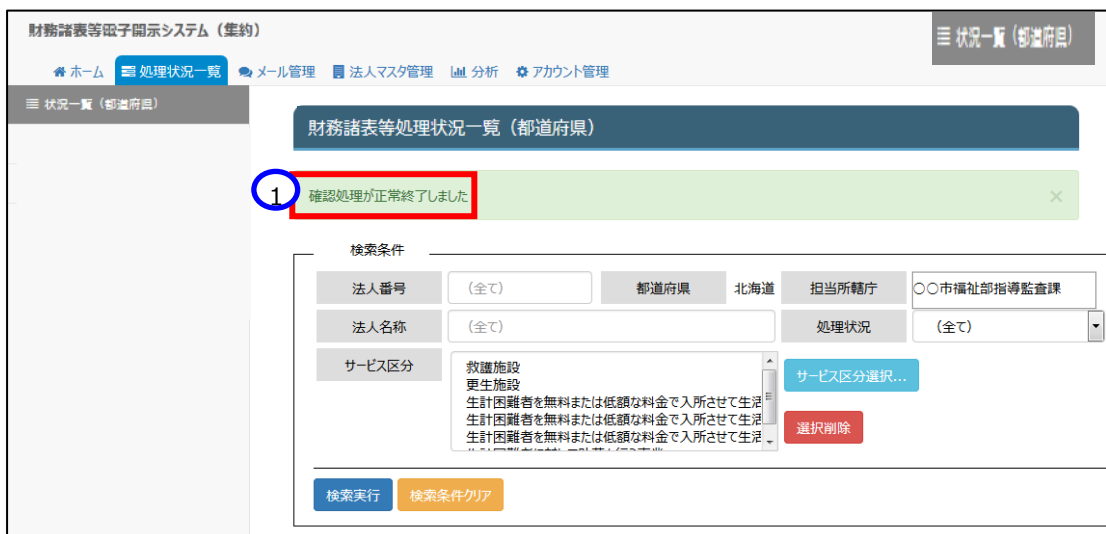 財務諸表等電子開示システム（集約）
状況一覧（都道府県）
ホーム 処理状況一覧 メール管理 法人マスタ管理 分析 アカウント管理
状況一覧（都道府県）
財務諸表等処理状況一覧（都道府県）
1 確認処理が正常終了しました ×
検索条件
法人番号 （全て） 都道府県 北海道 担当所轄庁 〇〇市福祉部指導監査課
法人名称 （全て） 処理状況 （全て）
サービス区分
救護施設
更生施設
生計困難者を無料または低額な料金で入所させて生活
生計困難者を無料または低額な料金で入所させて生活
生計困難者を無料または低額な料金で入所させて生活
サービス区分選択...
選択削除
検索実行 検索条件クリア